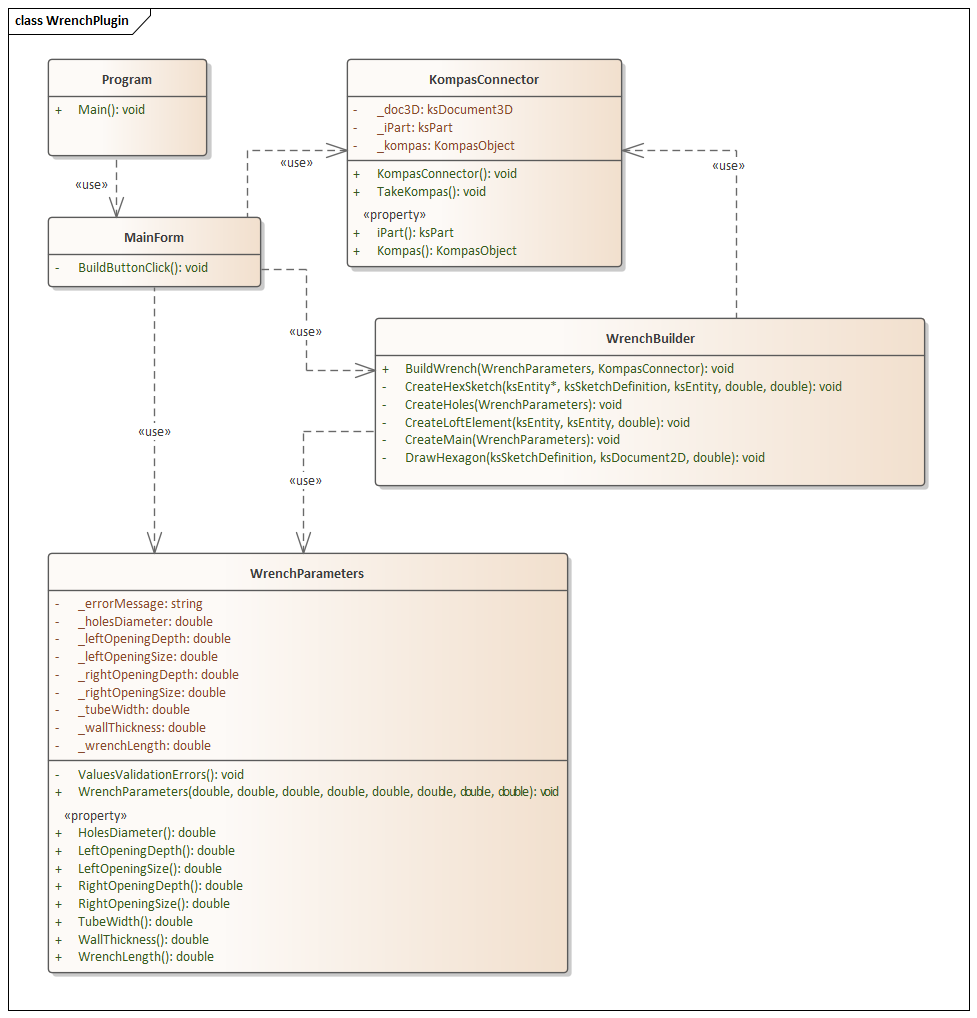 class WrenchPlugin
Program
+ Main(): void
«use»
MainForm
- BuildButtonClick(): void
«use»
KompasConnector
- _doc3D: ksDocument3D
- _iPart: ksPart
- _kompas: KompasObject
+ KompasConnector(): void
+ TakeKompas(): void
«property»
+ iPart(): ksPart
+ Kompas(): KompasObject
«use»
«use»
WrenchBuilder
+ BuildWrench(WrenchParameters, KompasConnector): void
- CreateHexSketch(ksEntity*, ksSketchDefinition, ksEntity, double, double): void
- CreateHoles(WrenchParameters): void
- CreateLoftElement(ksEntity, ksEntity, double): void
- CreateMain(WrenchParameters): void
- DrawHexagon(ksSketchDefinition, ksDocument2D, double): void
«use»
«use»
WrenchParameters
- _errorMessage: string
- _holesDiameter: double
- _leftOpeningDepth: double
- _leftOpeningSize: double
- _rightOpeningDepth: double
- _rightOpeningSize: double
- _tubeWidth: double
- _wallThickness: double
- _wrenchLength: double
- ValuesValidationErrors(): void
+ WrenchParameters(double, double, double, double, double, double, double, double): void
«property»
+ HolesDiameter(): double
+ LeftOpeningDepth(): double
+ LeftOpeningSize(): double
+ RightOpeningDepth(): double
+ RightOpeningSize(): double
+ TubeWidth(): double
+ WallThickness(): double
+ WrenchLength(): double